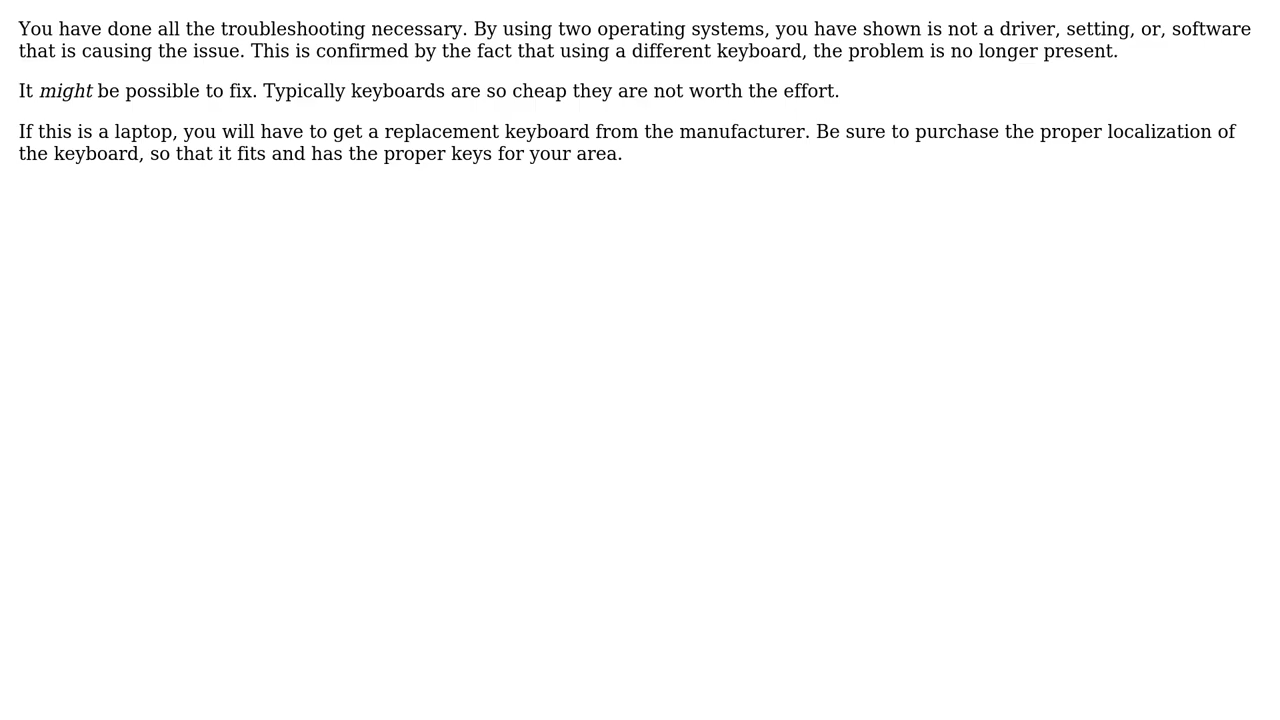 You have done all the troubleshooting necessary. By using two operating systems, you have shown is not a driver, setting, or, software
that is causing the issue. This is confirmed by the fact that using a different keyboard, the problem is no longer present.
It might be possible to fix. Typically keyboards are so cheap they are not worth the effort.
If this is a laptop, you will have to get a replacement keyboard from the manufacturer. Be sure to purchase the proper localization of
the keyboard, so that it fits and has the proper keys for your area.